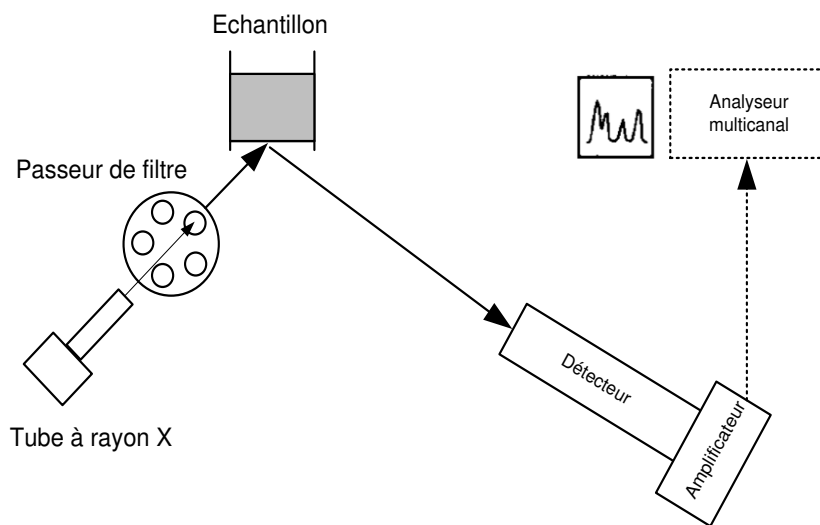 Echantillon
Analyseur
multicanal
Passeur de filtre
Détecteur
Amplificateur
Tube à rayon X